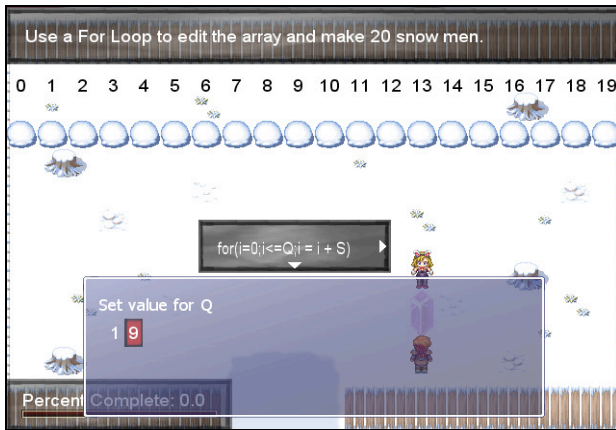 Use a For Loop to edit the array and make 20 snow men.
0 1 2 3 4 5 6 7 8 9 10 11 12 13 14 15 16 17 18 19
for(i=0;i<=Q;i = i + S)
Set value for Q
1 9
Percent Complete: 0.0